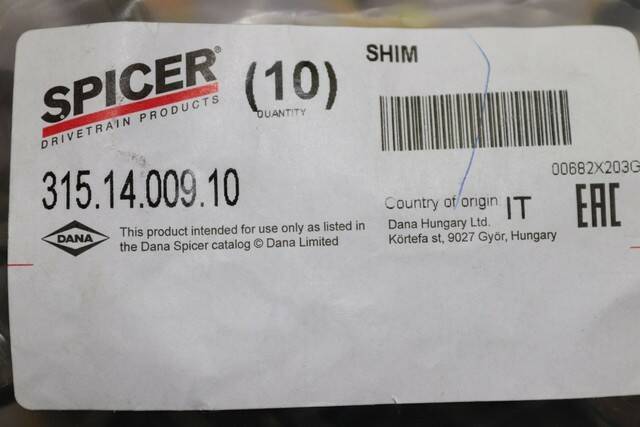 SPICER®
DRIVETRAIN PRODUCTS
(10)
QUANTITY
SHIM
00682X203G
315.14.009.10
Country of origin IT
EAC
DANA
This product intended for use only as listed in
the Dana Spicer catalog © Dana Limited
Dana Hungary Ltd.
Körtefa st, 9027 Győr, Hungary